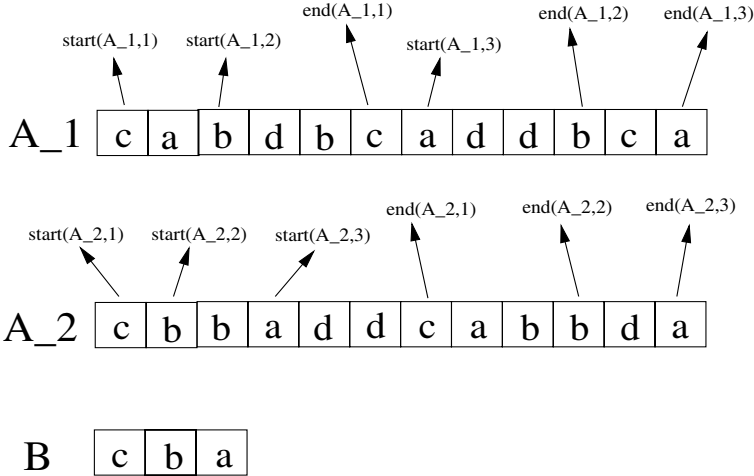 end(A_1,1) end(A_1,2) end(A_1,3)
start(A_1,1) start(A_1,2) start(A_1,3)
A_1 c a b d b c a d d b c a
end(A_2,1) end(A_2,2) end(A_2,3)
start(A_2,1) start(A_2,2) start(A_2,3)
A_2 c b b a d d c a b b d a
B c b a